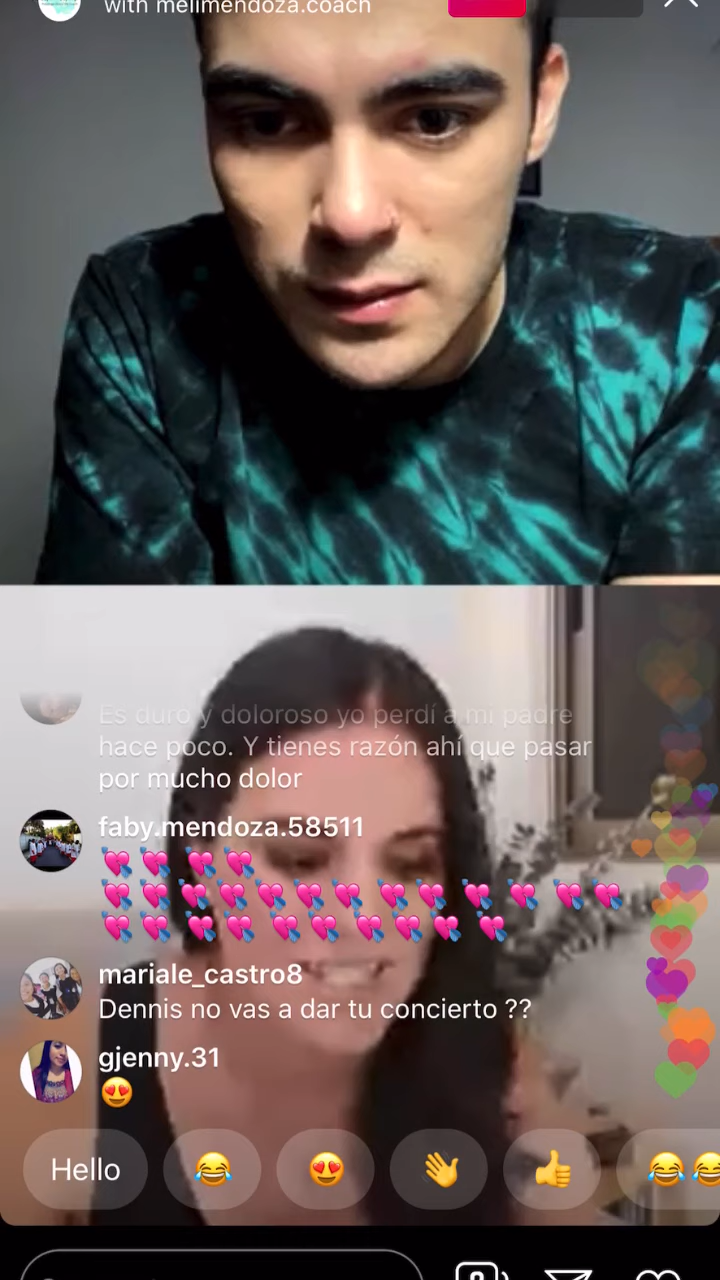 with melimendoza.coach
Es duro y doloroso yo perdí a mi padre
hace poco. Y tienes razón ahí que pasar
por mucho dolor
faby.mendoza.58511
💘 💘 💘 💘
💘 💘 💘 💘 💘 💘 💘 💘 💘 💘 💘 💘 💘
💘 💘 💘 💘 💘 💘 💘 💘 💘 💘
mariale_castro8
Dennis no vas a dar tu concierto ??
gjenny.31
😍
Hello 😂 😍 👋 👍 😂😂